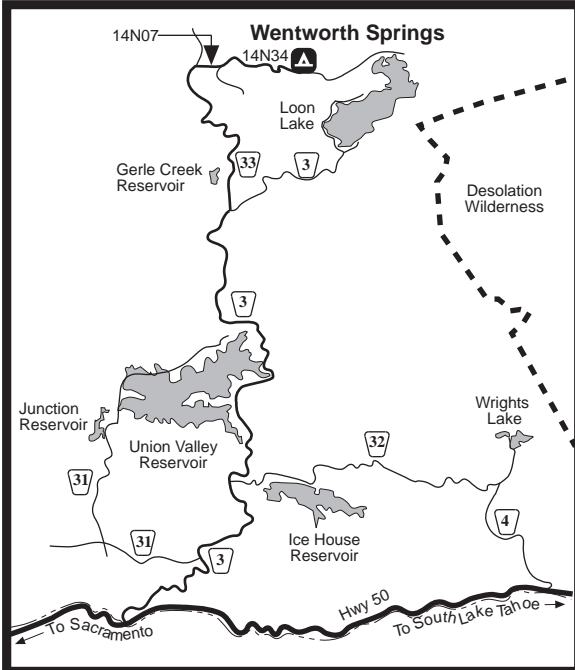 Wentworth Springs
14N07
14N34
Loon
Lake
33
3
Gerle Creek
Reservoir
Desolation
Wilderness
3
Junction
Reservoir
Union Valley
Reservoir
Wrights
Lake
32
31
Ice House
Reservoir
4
31
3
Hwy 50
To Sacramento
To South Lake Tahoe